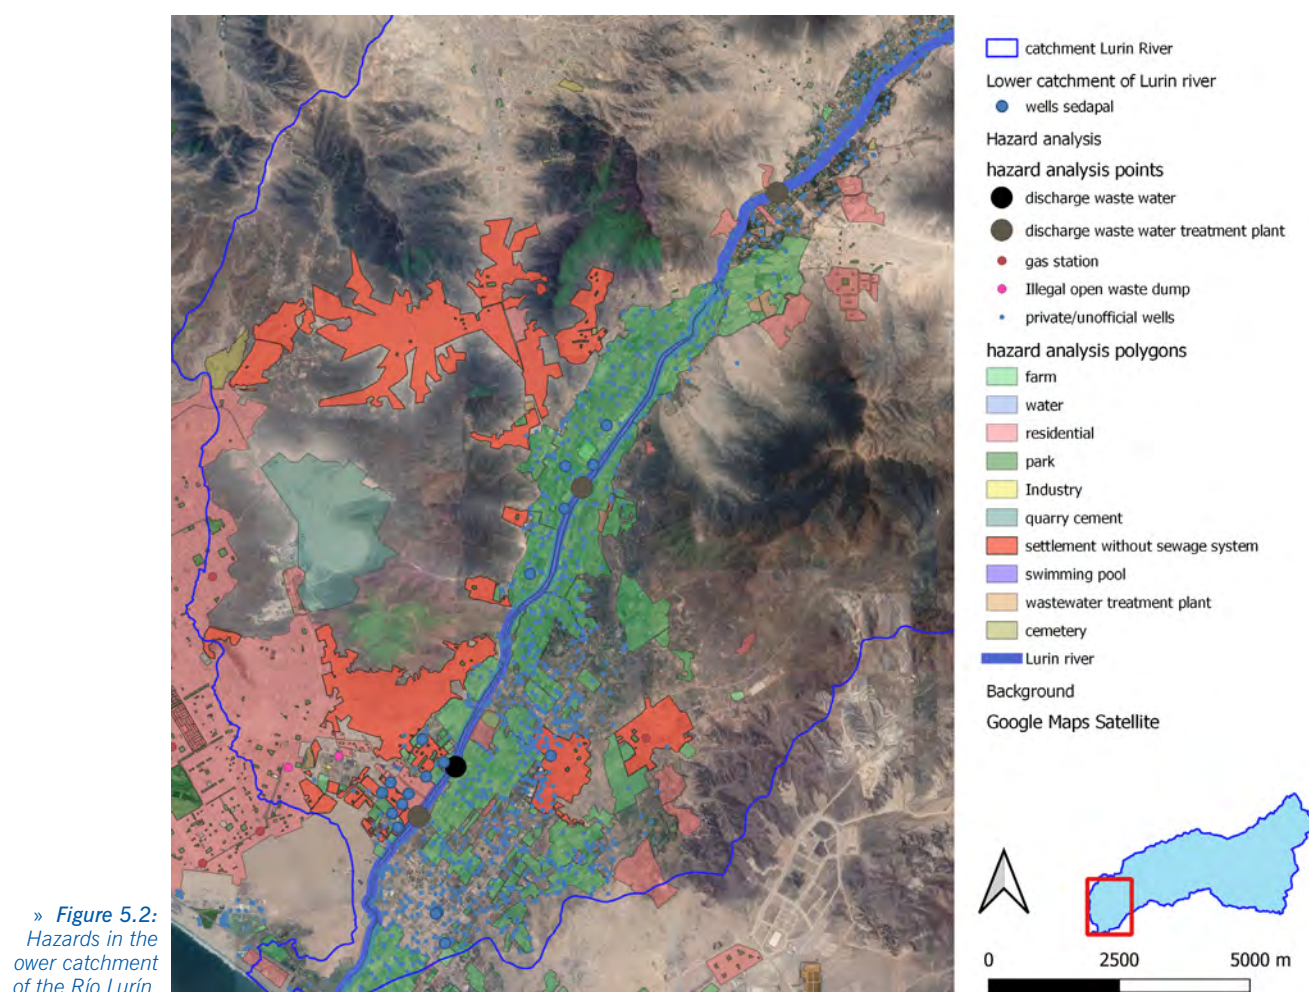 catchment Lurin River
Lower catchment of Lurin river
wells sedapal
Hazard analysis
hazard analysis points
discharge waste water
discharge waste water treatment plant
gas station
Illegal open waste dump
private/unofficial wells
hazard analysis polygons
farm
water
residential
park
Industry
quarry cement
settlement without sewage system
swimming pool
wastewater treatment plant
cemetery
Lurin river
Background
Google Maps Satellite
0 2500 5000 m
» Figure 5.2:
Hazards in the
ower catchment
of the Río Lurín.